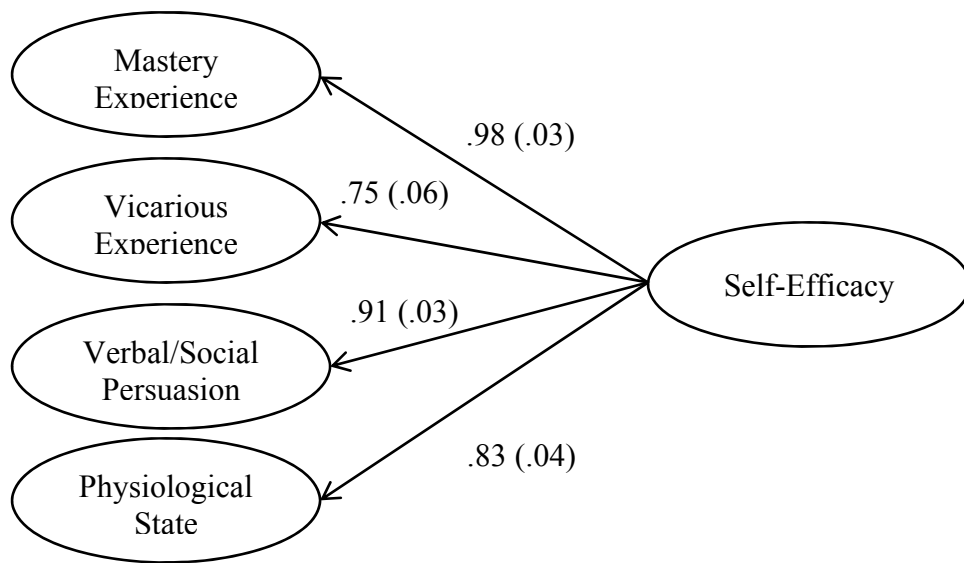 Mastery
Experience
.98 (.03)
.75 (.06)
Vicarious
Experience
Self-Efficacy
.91 (.03)
Verbal/Social
Persuasion
.83 (.04)
Physiological
State